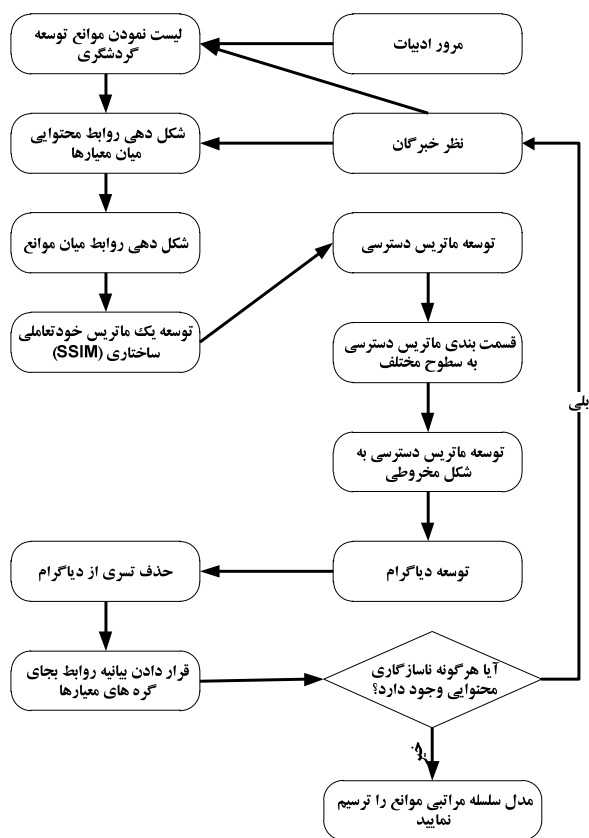 مرور ادبیات
لیست نمودن موانع توسعه
گردشگری
نظر خبرگان
شکل دهی روابط محتوایی
میان معیارها
شکل دهی روابط میان موانع
توسعه یک ماتریس خودتعاملی
ساختاری (SSIM)
توسعه ماتریس دسترسی
قسمت بندی ماتریس دسترسی
به سطوح مختلف
توسعه ماتریس دسترسی به
شکل مخروطی
توسعه دیاگرام
حذف تسری از دیاگرام
قرار دادن بیانیه روابط بجای
گره های معیارها
آیا هرگونه ناسازگاری
محتوایی وجود دارد؟
بلی
خیر
مدل سلسله مراتبی موانع را ترسیم
نمایید